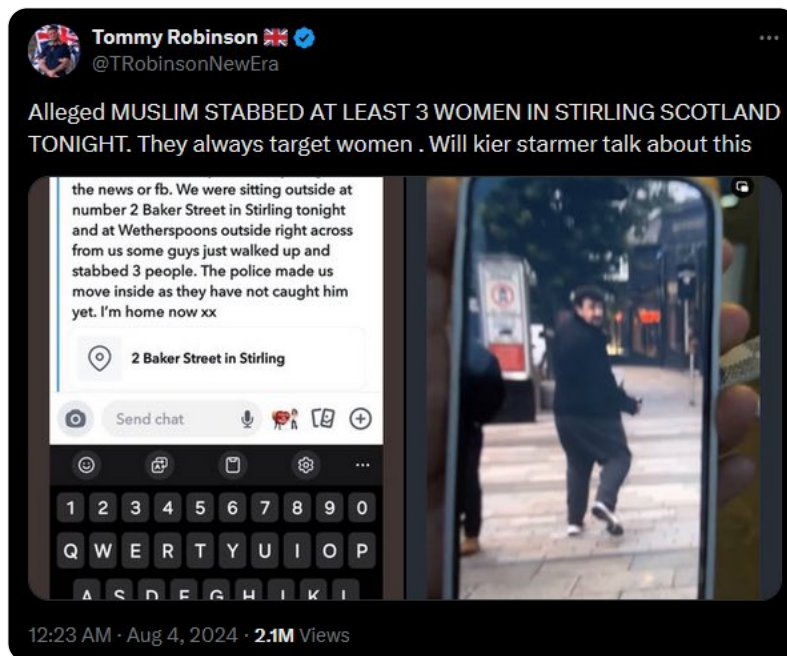 Tommy Robinson
@TRobinsonNewEra
Alleged MUSLIM STABBED AT LEAST 3 WOMEN IN STIRLING SCOTLAND
TONIGHT. They always target women . Will kier starmer talk about this
the news or fb. We were sitting outside at
number 2 Baker Street in Stirling tonight
and at Wetherspoons outside right across
from us some guys just walked up and
stabbed 3 people. The police made us
move inside as they have not caught him
yet. I'm home now xx
2 Baker Street in Stirling
Send chat
1 2 3 4 5 6 7 8 9 0
Q W E R T Y U I O P
A S D F G H J K L
12:23 AM · Aug 4, 2024 · 2.1M Views